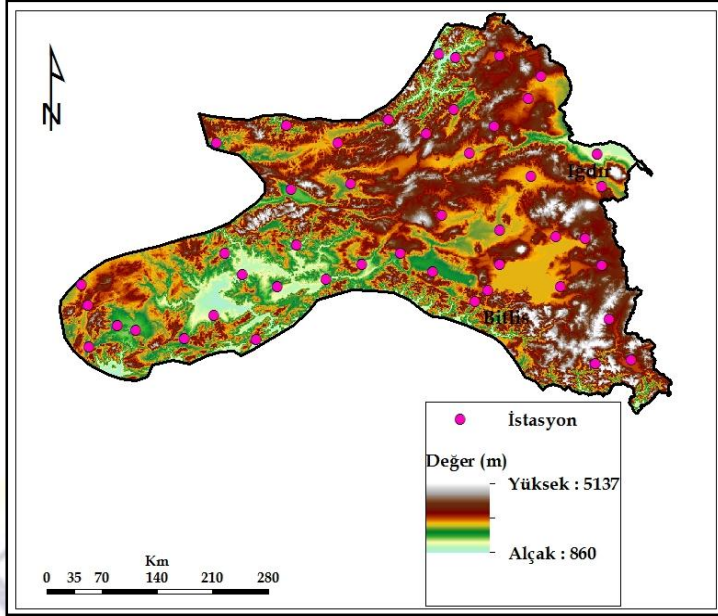 N
Iğdır
Bitlis
İstasyon
Değer (m)
Yüksek : 5137
Alçak : 860
Km
0 35 70 140 210 280